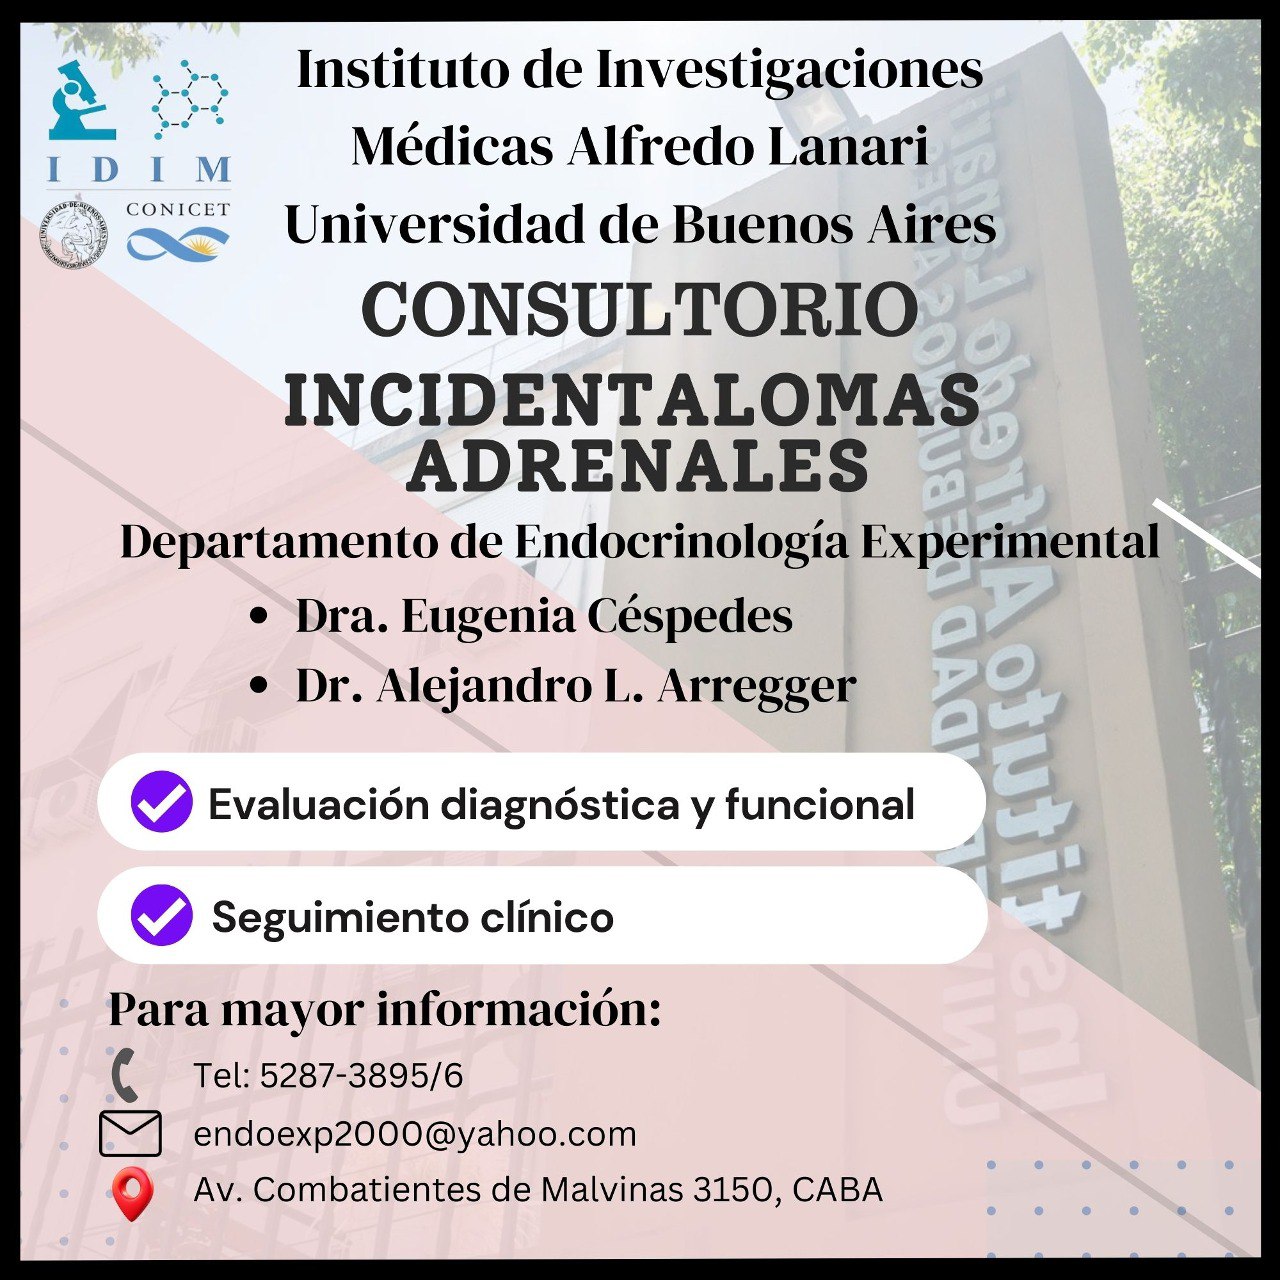 Instituto de Investigaciones
Médicas Alfredo Lanari
Universidad de Buenos Aires
IDIM
CONICET
CONSULTORIO
INCIDENTALOMAS
ADRENALES
Departamento de Endocrinología Experimental
• Dra. Eugenia Céspedes
• Dr. Alejandro L. Arregger
Evaluación diagnóstica y funcional
Seguimiento clínico
Para mayor información:
Tel: 5287-3895/6
endoexp2000@yahoo.com
Av. Combatientes de Malvinas 3150, CABA